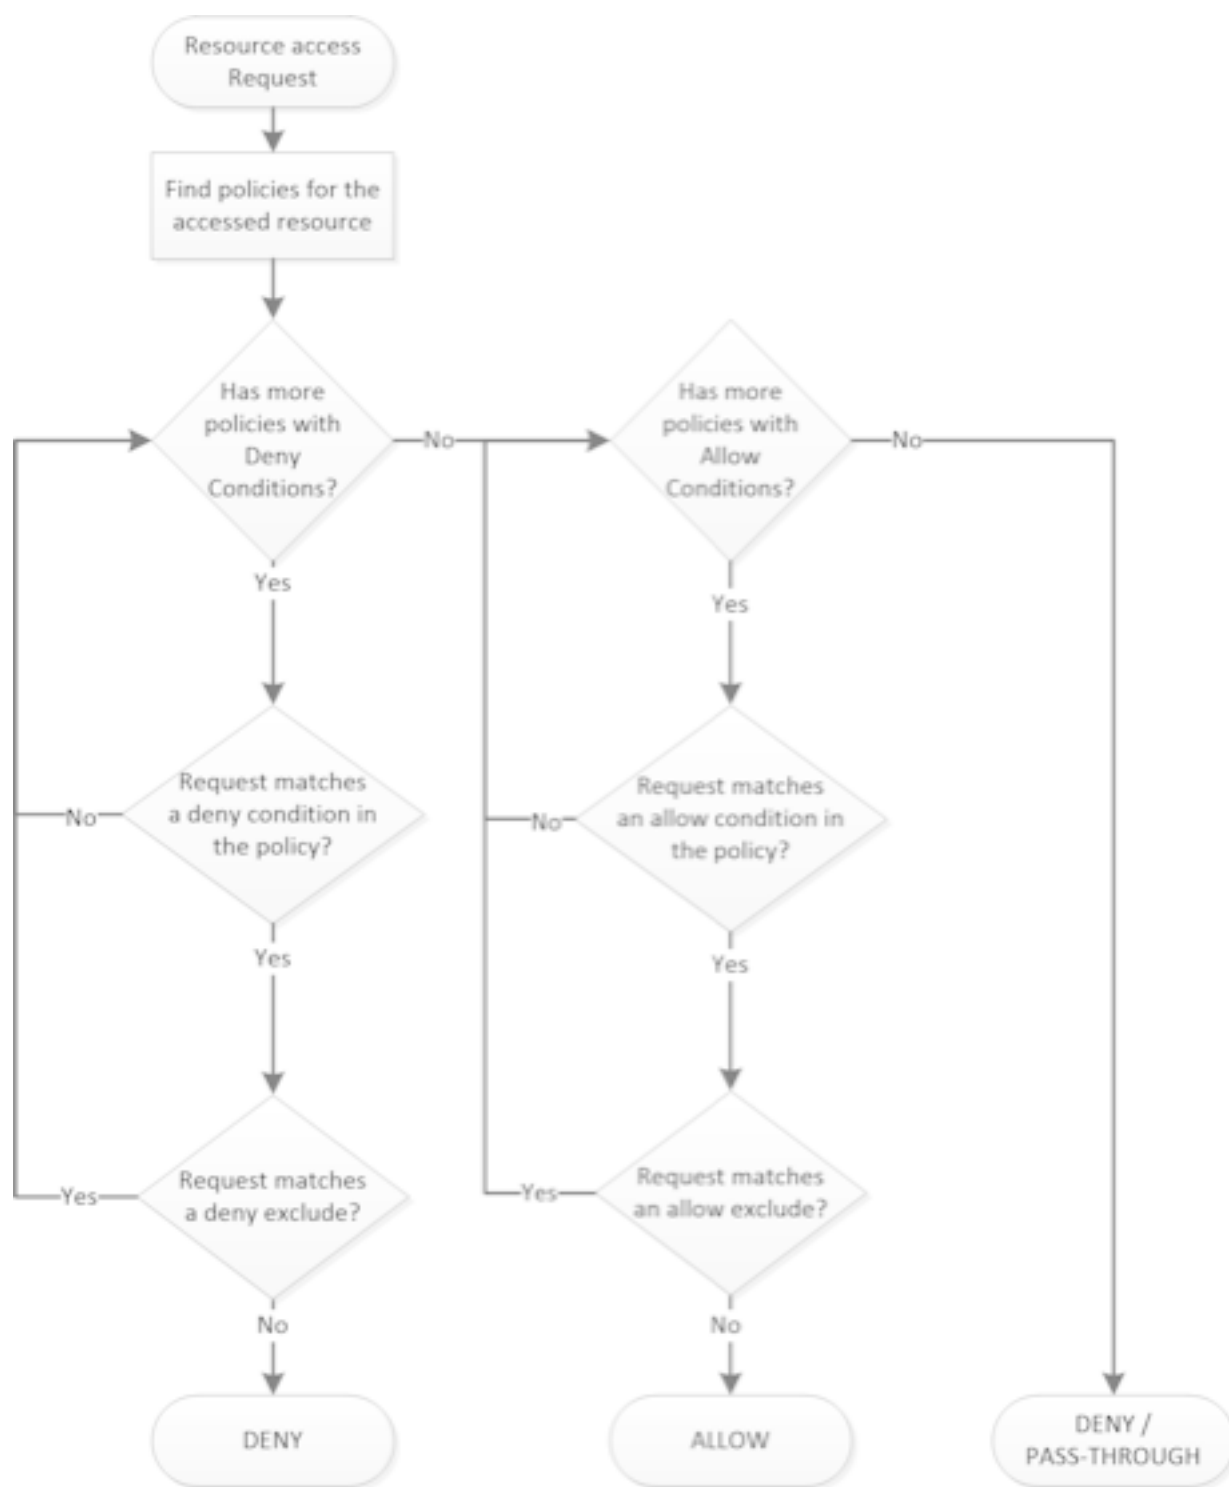 Resource access
Request
Find policies for the
accessed resource
Has more
policies with
Deny
Conditions?
No
Has more
policies with
Allow
Conditions?
No
Yes
Yes
Request matches
a deny condition in
the policy?
No
Request matches
an allow condition in
the policy?
No
Yes
Yes
Request matches
a deny exclude?
Yes
Request matches
an allow exclude?
Yes
No
No
DENY
ALLOW
DENY /
PASS-THROUGH